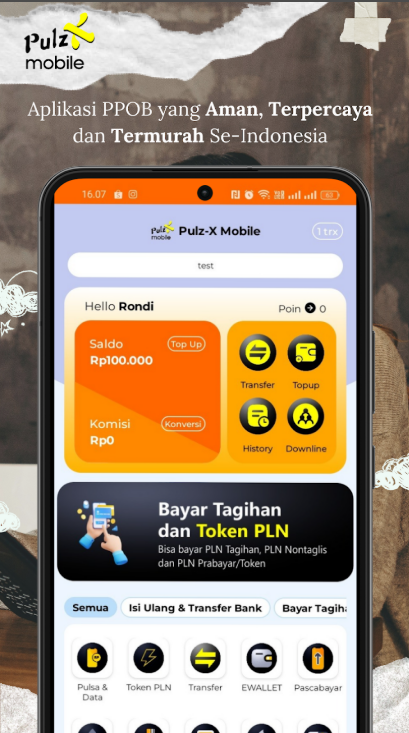 PulzX
mobile
Aplikasi PPOB yang Aman, Terpercaya
dan Termurah Se-Indonesia
16.07
Pulz-X Mobile
1 trx
test
Hello Rondi
Poin 0
Saldo
Top Up
Rp100.000
Komisi
Konversi
Rp0
Transfer
Topup
History
Downline
Bayar Tagihan
dan Token PLN
Bisa bayar PLN Tagihan, PLN Nontaglis
dan PLN Prabayar/Token
Semua
Isi Ulang & Transfer Bank
Bayar Tagih
Pulsa &
Data
Token PLN
Transfer
EWALLET
Pascabayar